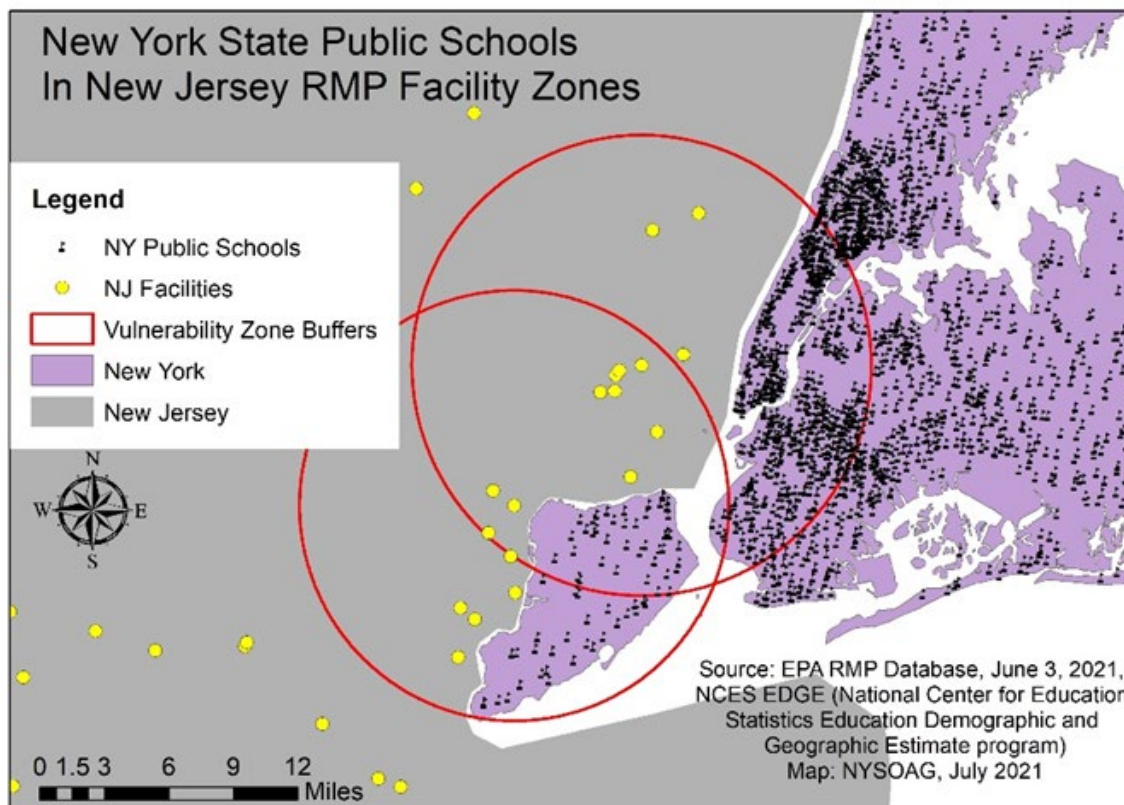 New York State Public Schools
In New Jersey RMP Facility Zones
Legend
NY Public Schools
NJ Facilities
Vulnerability Zone Buffers
New York
New Jersey
N
W E
S
Source: EPA RMP Database, June 3, 2021,
NCES EDGE (National Center for Education
Statistics Education Demographic and
Geographic Estimate program)
Map: NYSOAG, July 2021
0 1.5 3 6 9 12
Miles